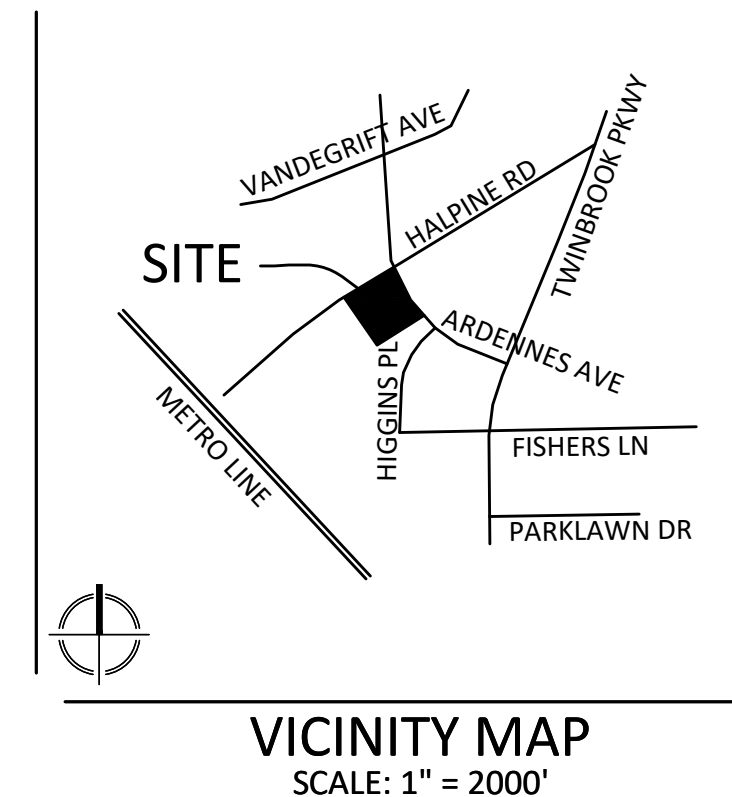 VANDEGRIFT AVE
TWINBROOK PKWY
HALPINE RD
SITE
ARDENNES AVE
HIGGINS PL
METRO LINE
FISHERS LN
PARKLAWN DR
VICINITY MAP
SCALE: 1" = 2000'